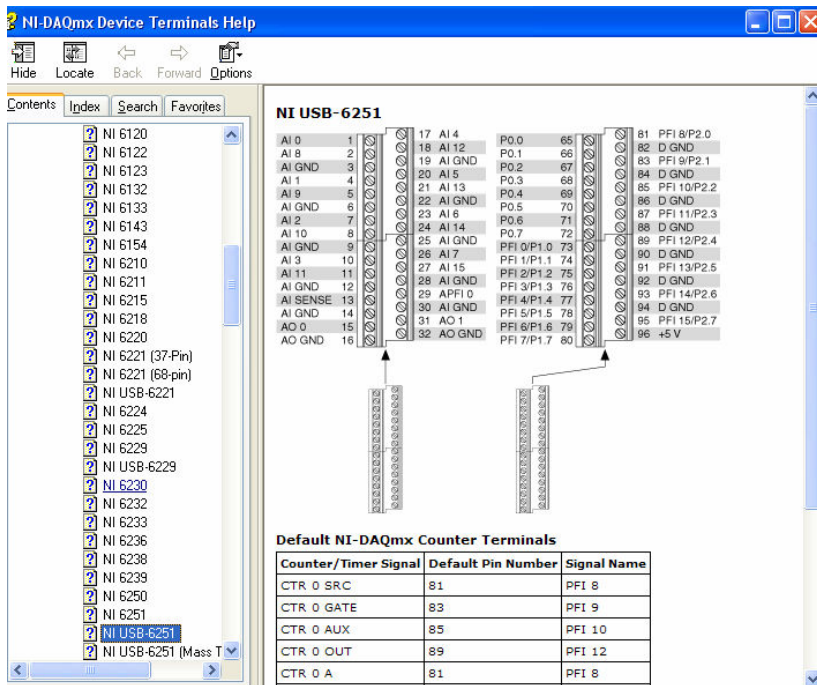 NI-DAQmx Device Terminals Help
Hide Locate Back Forward Options
Contents Index Search Favorites
NI 6120
NI 6122
NI 6123
NI 6132
NI 6133
NI 6143
NI 6154
NI 6210
NI 6211
NI 6215
NI 6218
NI 6220
NI 6221 (37-Pin)
NI 6221 (68-pin)
NI USB-6221
NI 6224
NI 6225
NI 6229
NI USB-6229
NI 6230
NI 6232
NI 6233
NI 6236
NI 6238
NI 6239
NI 6250
NI 6251
NI USB-6251
NI USB-6251 (Mass T
NI USB-6251
AI 0 1 17 AI 4
AI 8 2 18 AI 12
AI GND 3 19 AI GND
AI 1 4 20 AI 5
AI 9 5 21 AI 13
AI GND 6 22 AI GND
AI 2 7 23 AI 6
AI 10 8 24 AI 14
AI GND 9 25 AI GND
AI 3 10 26 AI 7
AI 11 11 27 AI 15
AI GND 12 28 AI GND
AI SENSE 13 29 APFI 0
AI GND 14 30 AI GND
AO 0 15 31 AO 1
AO GND 16 32 AO GND
P0.0 65 81 PFI 8/P2.0
P0.1 66 82 D GND
P0.2 67 83 PFI 9/P2.1
P0.3 68 84 D GND
P0.4 69 85 PFI 10/P2.2
P0.5 70 86 D GND
P0.6 71 87 PFI 11/P2.3
P0.7 72 88 D GND
PFI 0/P1.0 73 89 PFI 12/P2.4
PFI 1/P1.1 74 90 D GND
PFI 2/P1.2 75 91 PFI 13/P2.5
PFI 3/P1.3 76 92 D GND
PFI 4/P1.4 77 93 PFI 14/P2.6
PFI 5/P1.5 78 94 D GND
PFI 6/P1.6 79 95 PFI 15/P2.7
PFI 7/P1.7 80 96 +5 V
Default NI-DAQmx Counter Terminals
Counter/Timer Signal Default Pin Number Signal Name
CTR 0 SRC 81 PFI 8
CTR 0 GATE 83 PFI 9
CTR 0 AUX 85 PFI 10
CTR 0 OUT 89 PFI 12
CTR 0 A 81 PFI 8